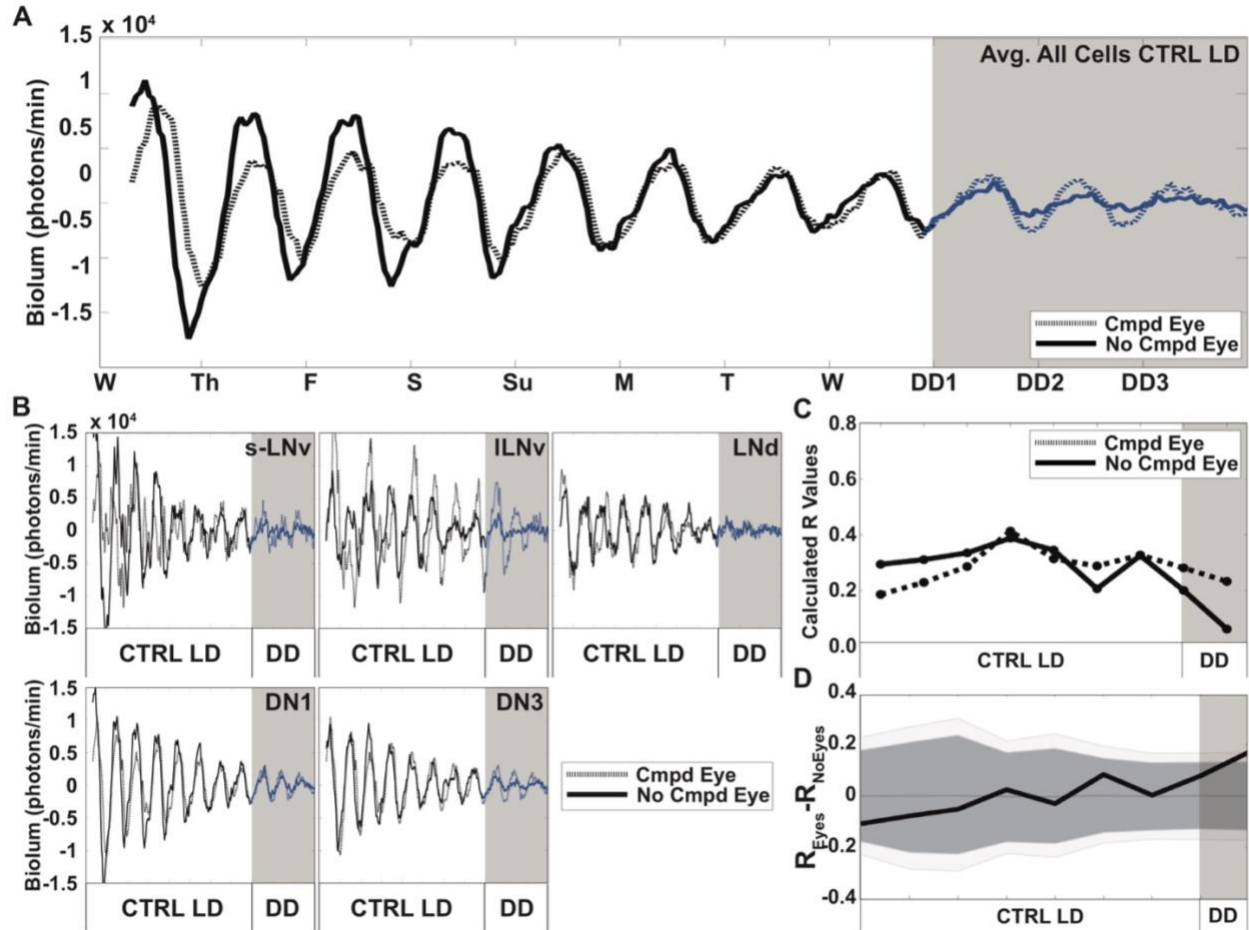 A
x 10⁴
Avg. All Cells CTRL LD
Biolum (photons/min)
1.5
1
0.5
0
-0.5
-1
-1.5
Cmpd Eye
No Cmpd Eye
W Th F S Su M T W DD1 DD2 DD3
B
x 10⁴
Biolum (photons/min)
1.5
1
0.5
0
-0.5
-1
-1.5
s-LNv
lLNv
LNd
CTRL LD DD CTRL LD DD CTRL LD DD
Biolum (photons/min)
1.5
1
0.5
0
-0.5
-1
-1.5
DN1
DN3
CTRL LD DD CTRL LD DD
Cmpd Eye
No Cmpd Eye
C
Calculated R Values
0.8
0.6
0.4
0.2
0.0
Cmpd Eye
No Cmpd Eye
CTRL LD DD
D
R Eyes -R NoEyes
0.4
0.2
0
-0.2
-0.4
CTRL LD DD